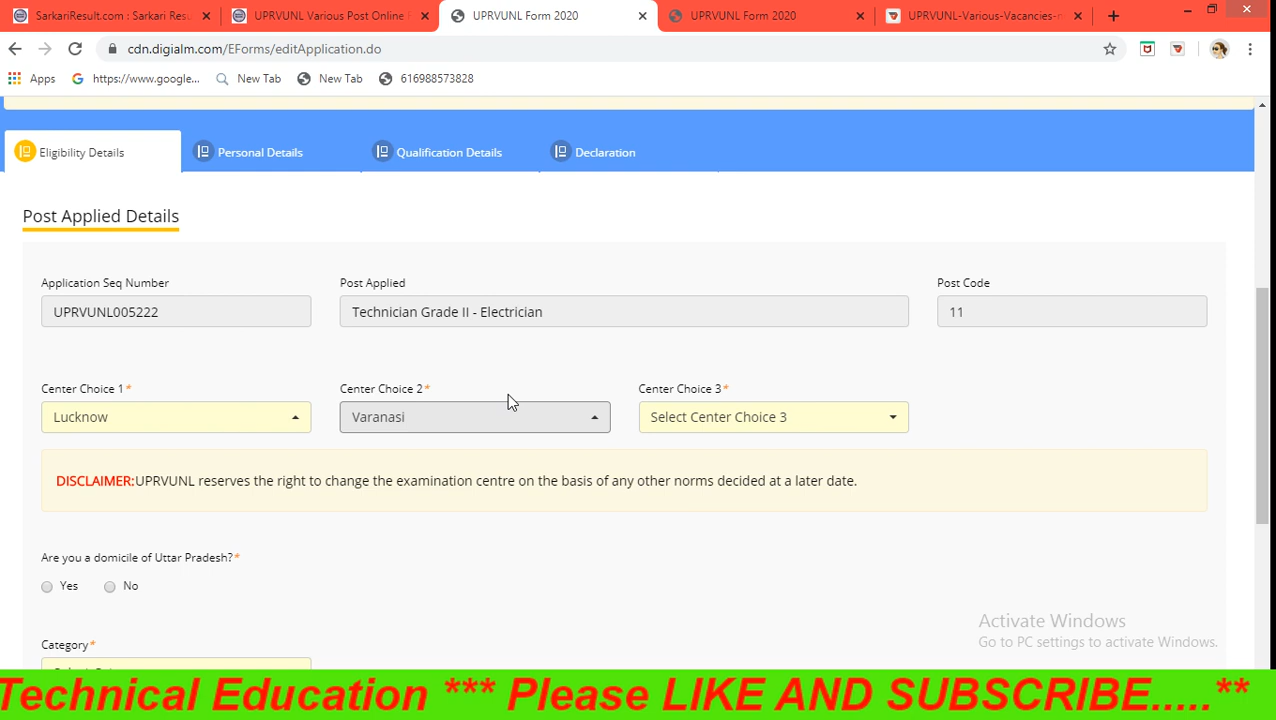 SarkariResult.com : Sarkari Resu
UPRVUNL Various Post Online F
UPRVUNL Form 2020
UPRVUNL Form 2020
UPRVUNL-Various-Vacancies-
cdn.digialm.com/EForms/editApplication.do
Apps
https://www.google...
New Tab
New Tab
616988573828
Eligibility Details
Personal Details
Qualification Details
Declaration
Post Applied Details
Application Seq Number
Post Applied
Post Code
UPRVUNL005222
Technician Grade II - Electrician
11
Center Choice 1*
Center Choice 2*
Center Choice 3*
Lucknow
Varanasi
Select Center Choice 3
DISCLAIMER:UPRVUNL reserves the right to change the examination centre on the basis of any other norms decided at a later date.
Are you a domicile of Uttar Pradesh?*
Yes
No
Activate Windows
Go to PC settings to activate Windows.
Category*
Technical Education *** Please LIKE AND SUBSCRIBE..... **